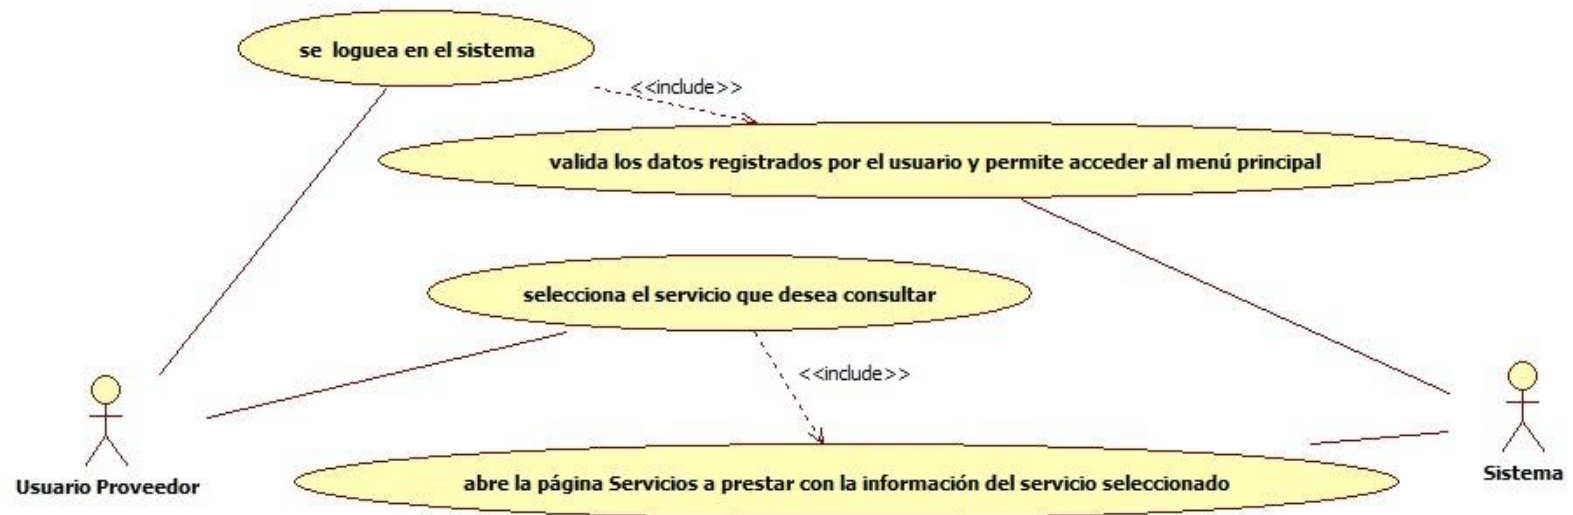 se loguea en el sistema
<<include>>
valida los datos registrados por el usuario y permite acceder al menú principal
selecciona el servicio que desea consultar
<<include>>
Usuario Proveedor
Sistema
abre la página Servicios a prestar con la información del servicio seleccionado